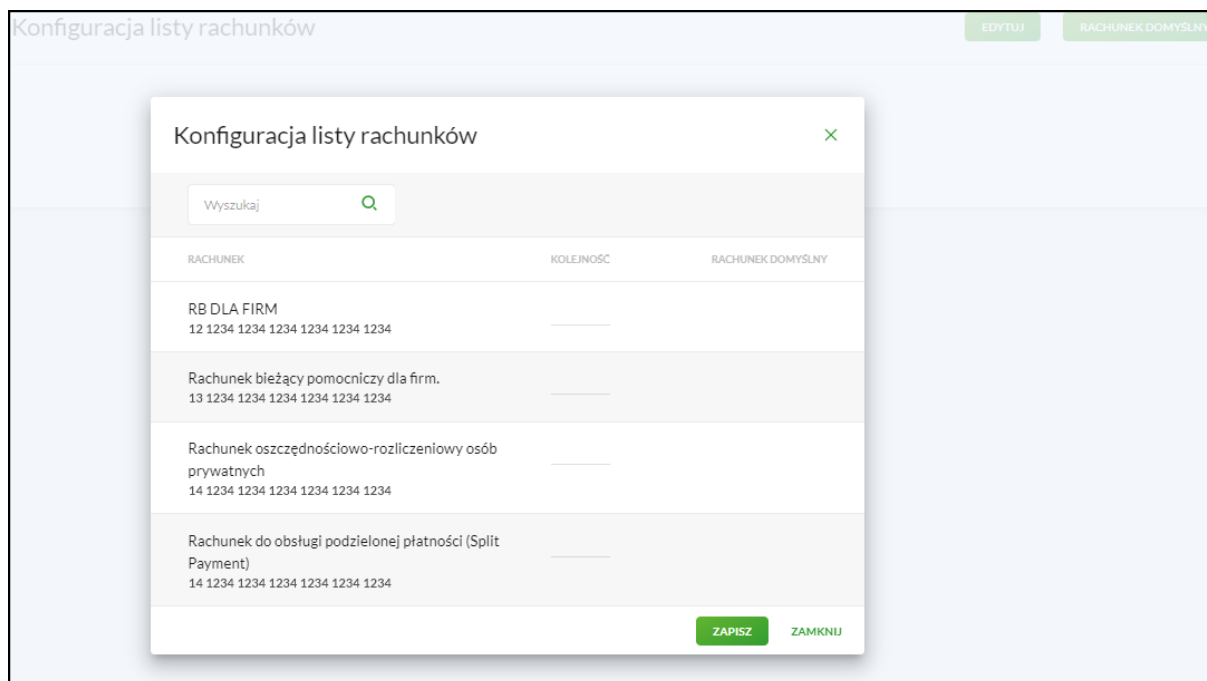 Konfiguracja listy rachunków
EDYTUJ
RACHUNEK DOMYŚLNY
Konfiguracja listy rachunków
Wyszukaj
RACHUNEK
KOLEJNOŚĆ
RACHUNEK DOMYŚLNY
RB DLA FIRM
12 1234 1234 1234 1234 1234 1234
Rachunek bieżący pomocniczy dla firm.
13 1234 1234 1234 1234 1234 1234
Rachunek oszczędnościowo-rozliczeniowy osób
prywatnych
14 1234 1234 1234 1234 1234 1234
Rachunek do obsługi podzielonej płatności (Split
Payment)
14 1234 1234 1234 1234 1234 1234
ZAPISZ
ZAMKNIJ